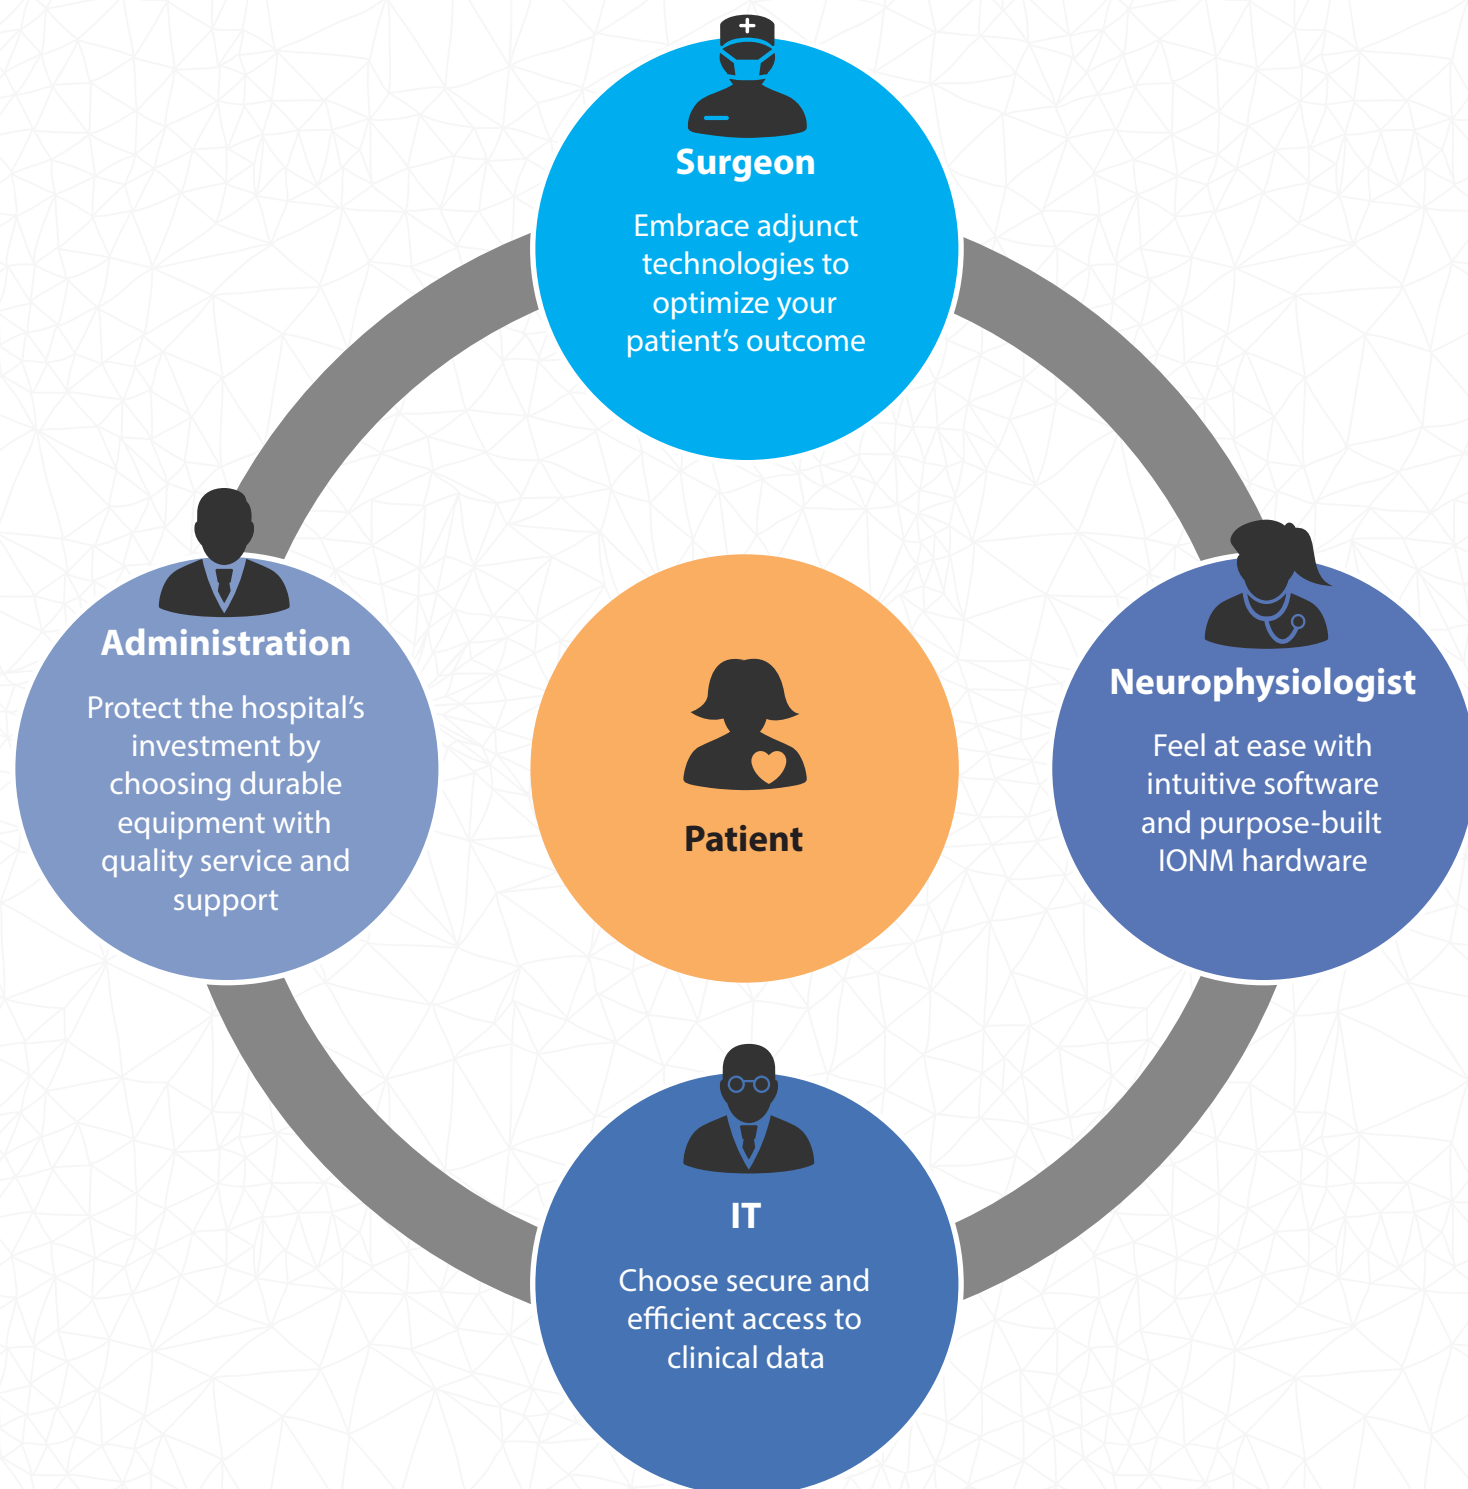 Surgeon
Embrace adjunct
technologies to
optimize your
patient’s outcome
Administration
Protect the hospital’s
investment by
choosing durable
equipment with
quality service and
support
Patient
Neurophysiologist
Feel at ease with
intuitive software
and purpose-built
IONM hardware
IT
Choose secure and
efficient access to
clinical data